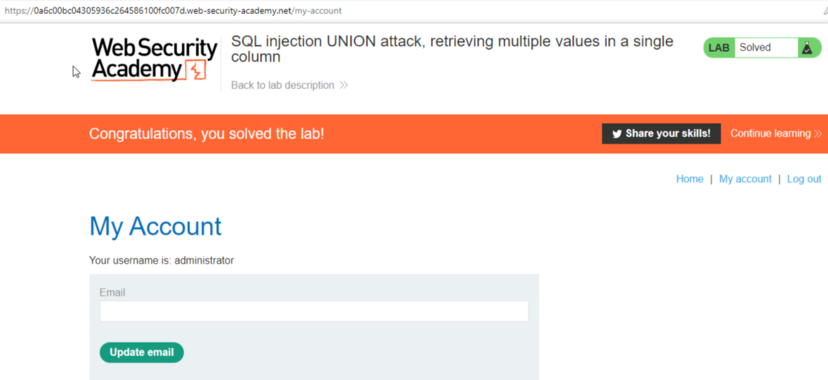 https://0a6c00bc04305936c264586100fc007d.web-security-academy.net/my-account
Web Security
Academy
SQL injection UNION attack, retrieving multiple values in a single
column
Back to lab description >>
LAB Solved
Congratulations, you solved the lab!
Share your skills!
Continue learning >>
Home | My account | Log out
My Account
Your username is: administrator
Email
Update email